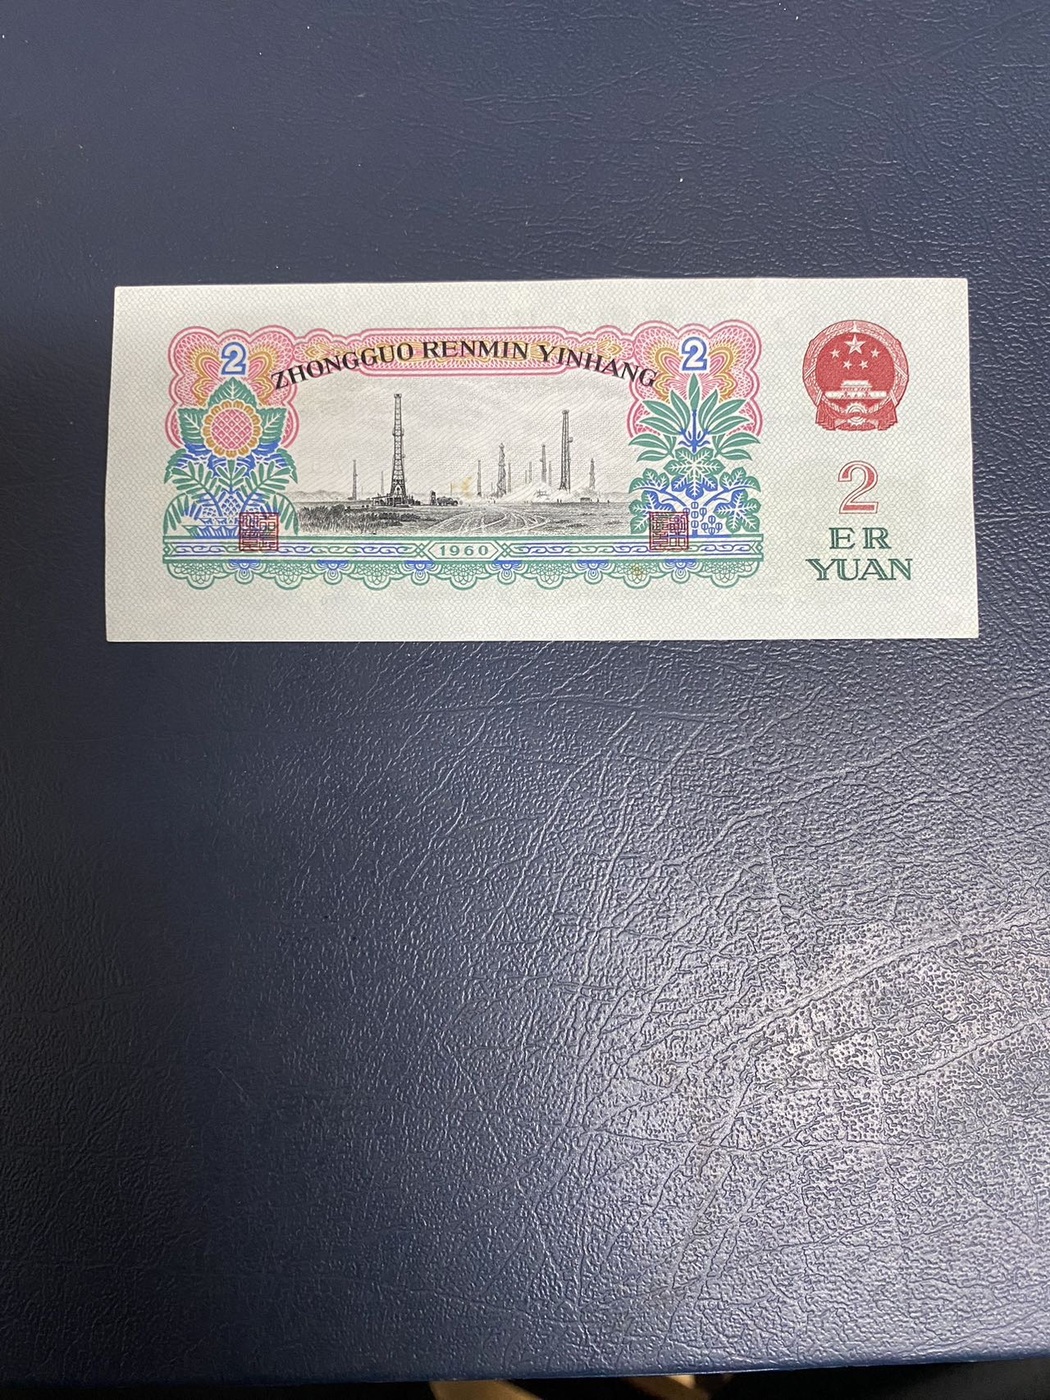 2
ZHONGGUO RENMIN YINHANG
2
1960
2
ER
YUAN